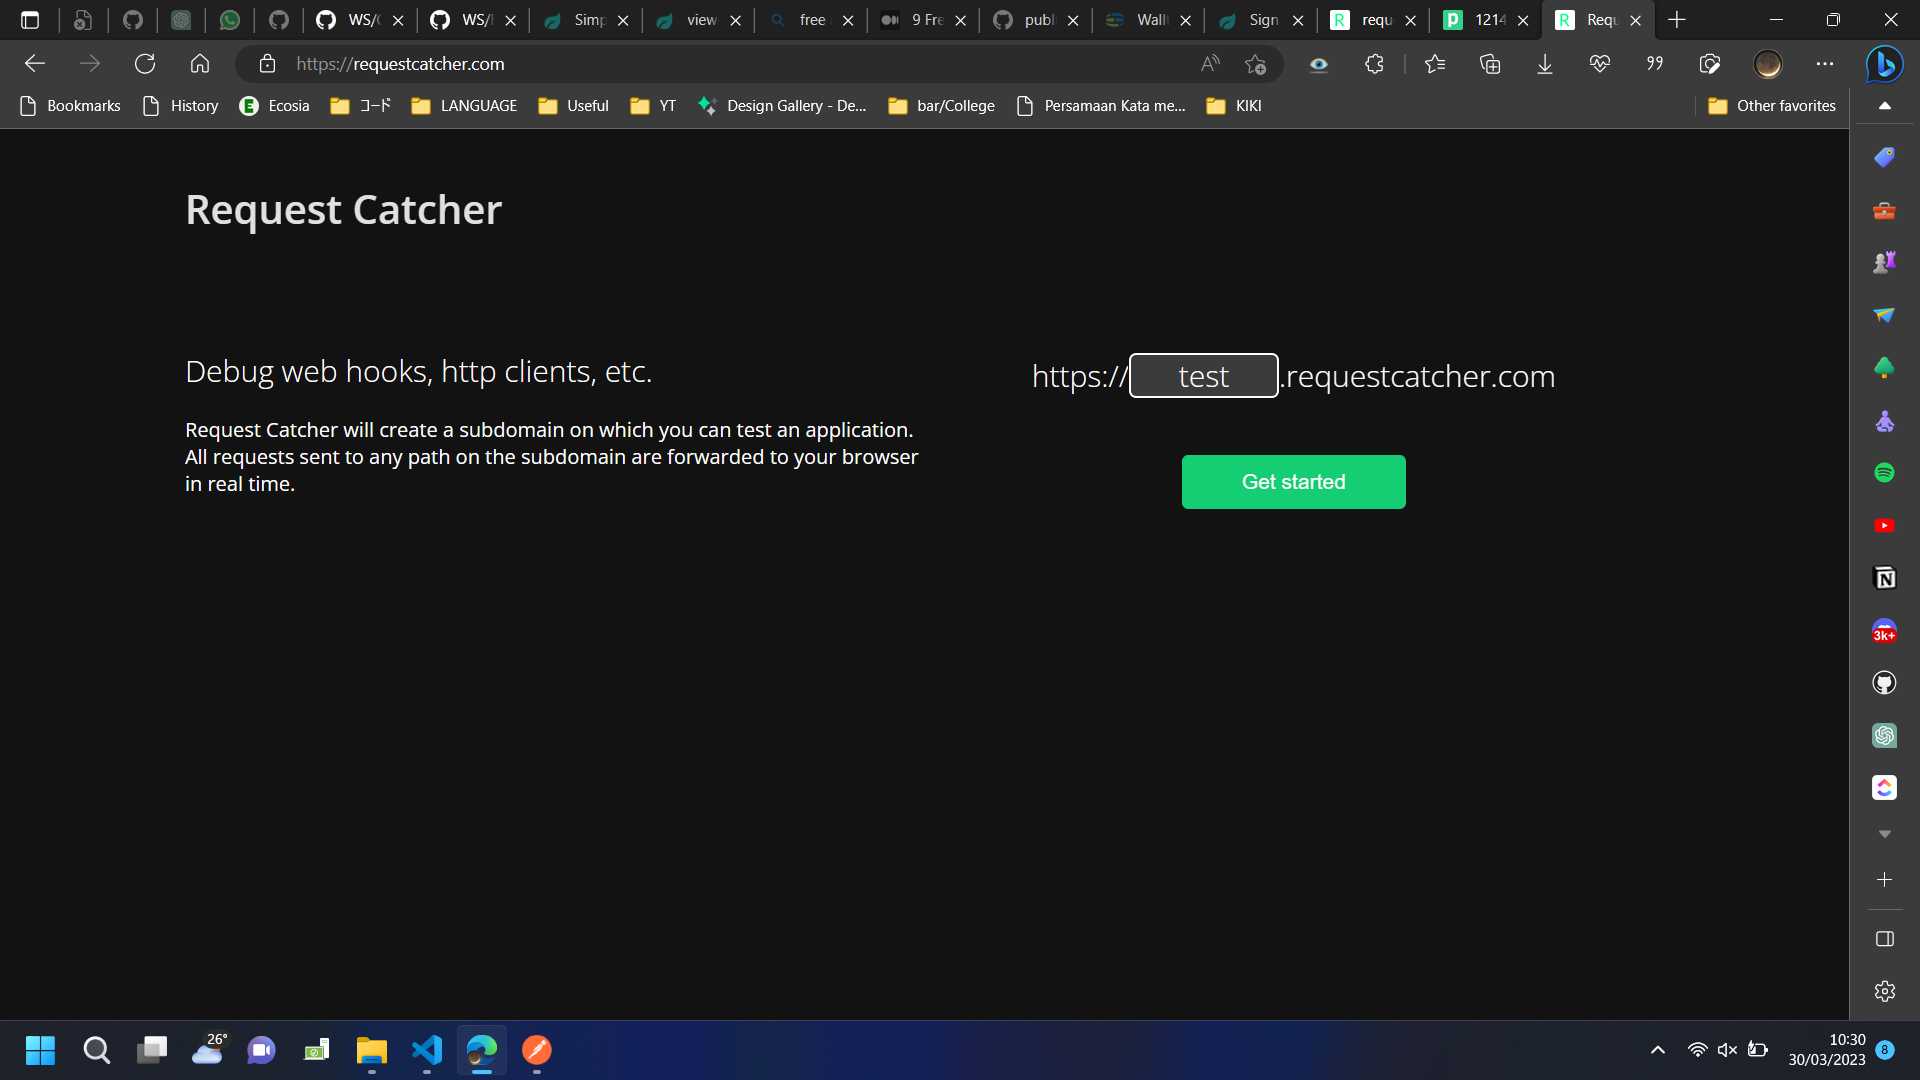 WS/
WS/
Simp
view
free
9 Fre
publ
Wallt
Sign
requ
1214
Requ
https://requestcatcher.com
Bookmarks
History
Ecosia
コード
LANGUAGE
Useful
YT
Design Gallery - De...
bar/College
Persamaan Kata me...
KIKI
Other favorites
Request Catcher
Debug web hooks, http clients, etc.
Request Catcher will create a subdomain on which you can test an application.
All requests sent to any path on the subdomain are forwarded to your browser
in real time.
https://test.requestcatcher.com
Get started
3k+
26°
10:30
30/03/2023
8